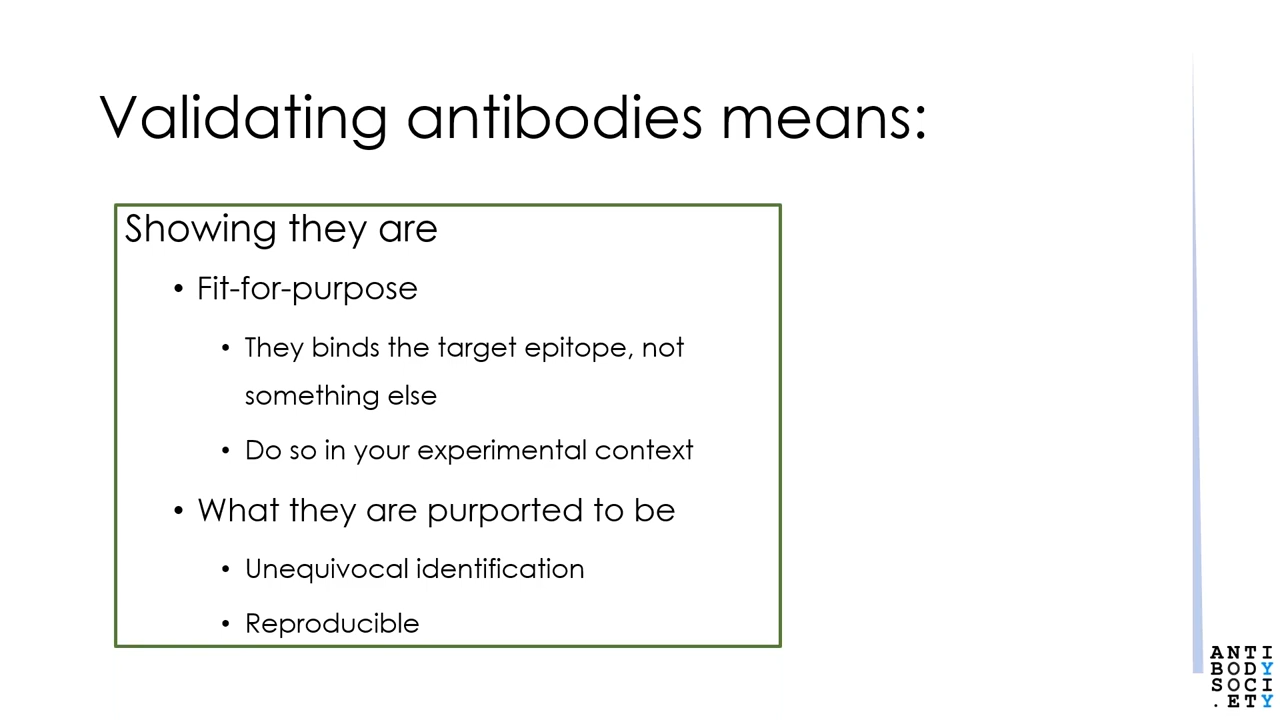 Validating antibodies means:
Showing they are
• Fit-for-purpose
• They binds the target epitope, not
something else
• Do so in your experimental context
• What they are purported to be
• Unequivocal identification
• Reproducible
ANTI
BODY
SOCI
.ETY